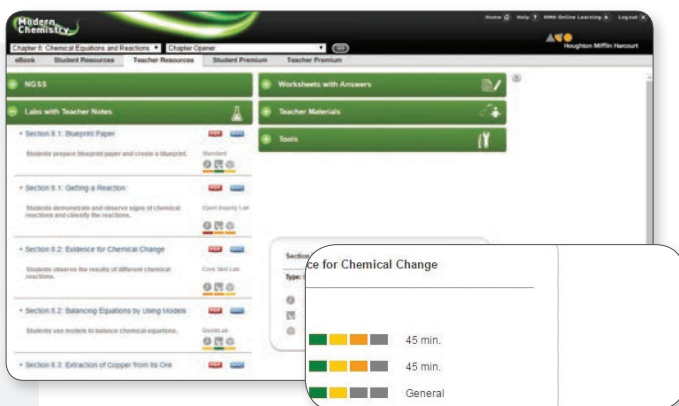 Modern
Chemistry
Home Help HMH Online Learning Logout
Houghton Mifflin Harcourt
Chapter 8: Chemical Equations and Reactions Chapter Opener GO
eBook Student Resources Teacher Resources Student Premium Teacher Premium
NGSS
Worksheets with Answers
Labs with Teacher Notes
Teacher Materials
Tools
• Section 8.1: Blueprint Paper
Students prepare blueprint paper and create a blueprint. Standard
• Section 8.1: Getting a Reaction
Students demonstrate and observe signs of chemical Open Inquiry Lab
reactions and classify the reactions.
• Section 8.2: Evidence for Chemical Change
Students observe the results of different chemical Core Skill Lab
reactions.
• Section 8.2: Balancing Equations by Using Models
Students use models to balance chemical equations. QuickLab
• Section 8.3: Extraction of Copper from Its Ore
Section
Type:
ce for Chemical Change
45 min.
45 min.
General